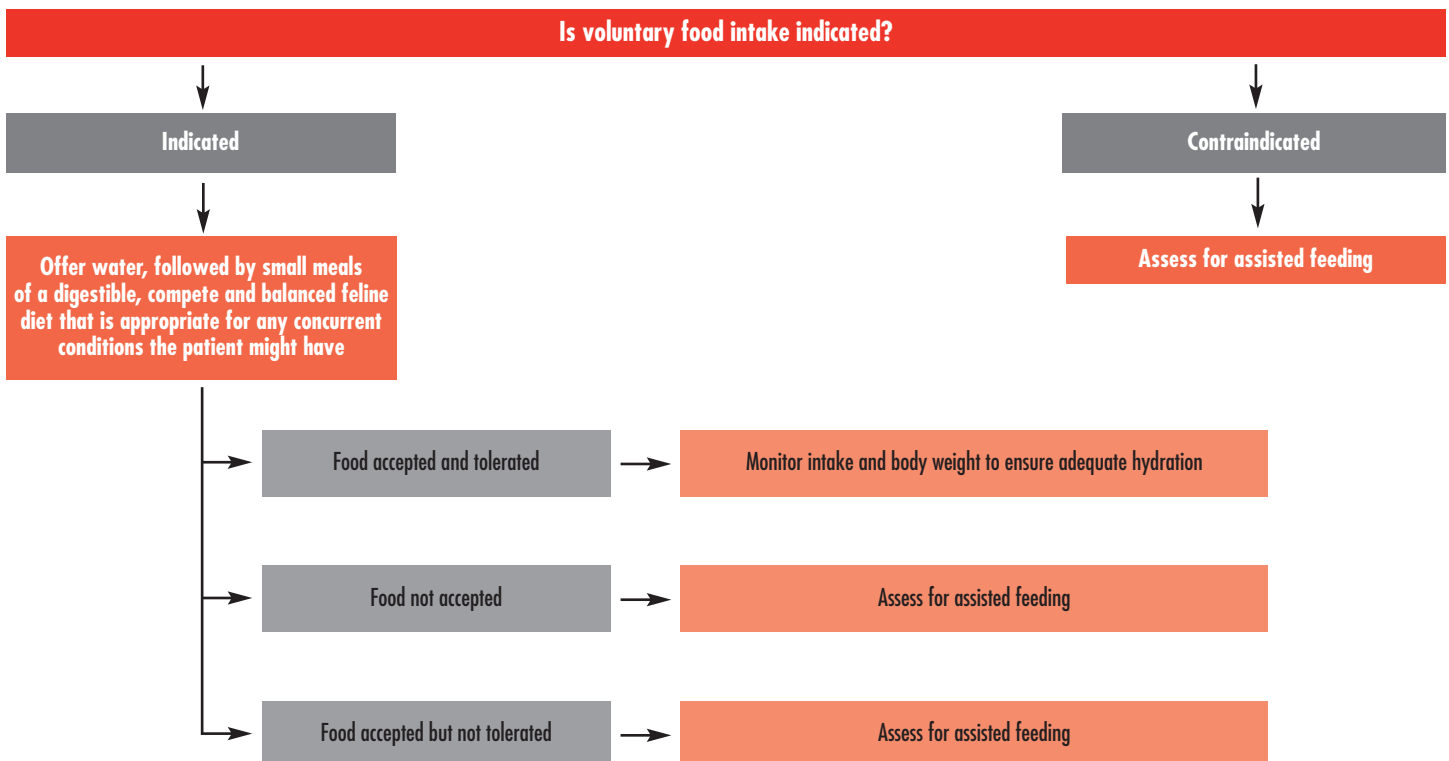 Is voluntary food intake indicated?
Indicated
Contraindicated
Offer water, followed by small meals
of a digestible, compete and balanced feline
diet that is appropriate for any concurrent
conditions the patient might have
Assess for assisted feeding
Food accepted and tolerated
Monitor intake and body weight to ensure adequate hydration
Food not accepted
Assess for assisted feeding
Food accepted but not tolerated
Assess for assisted feeding